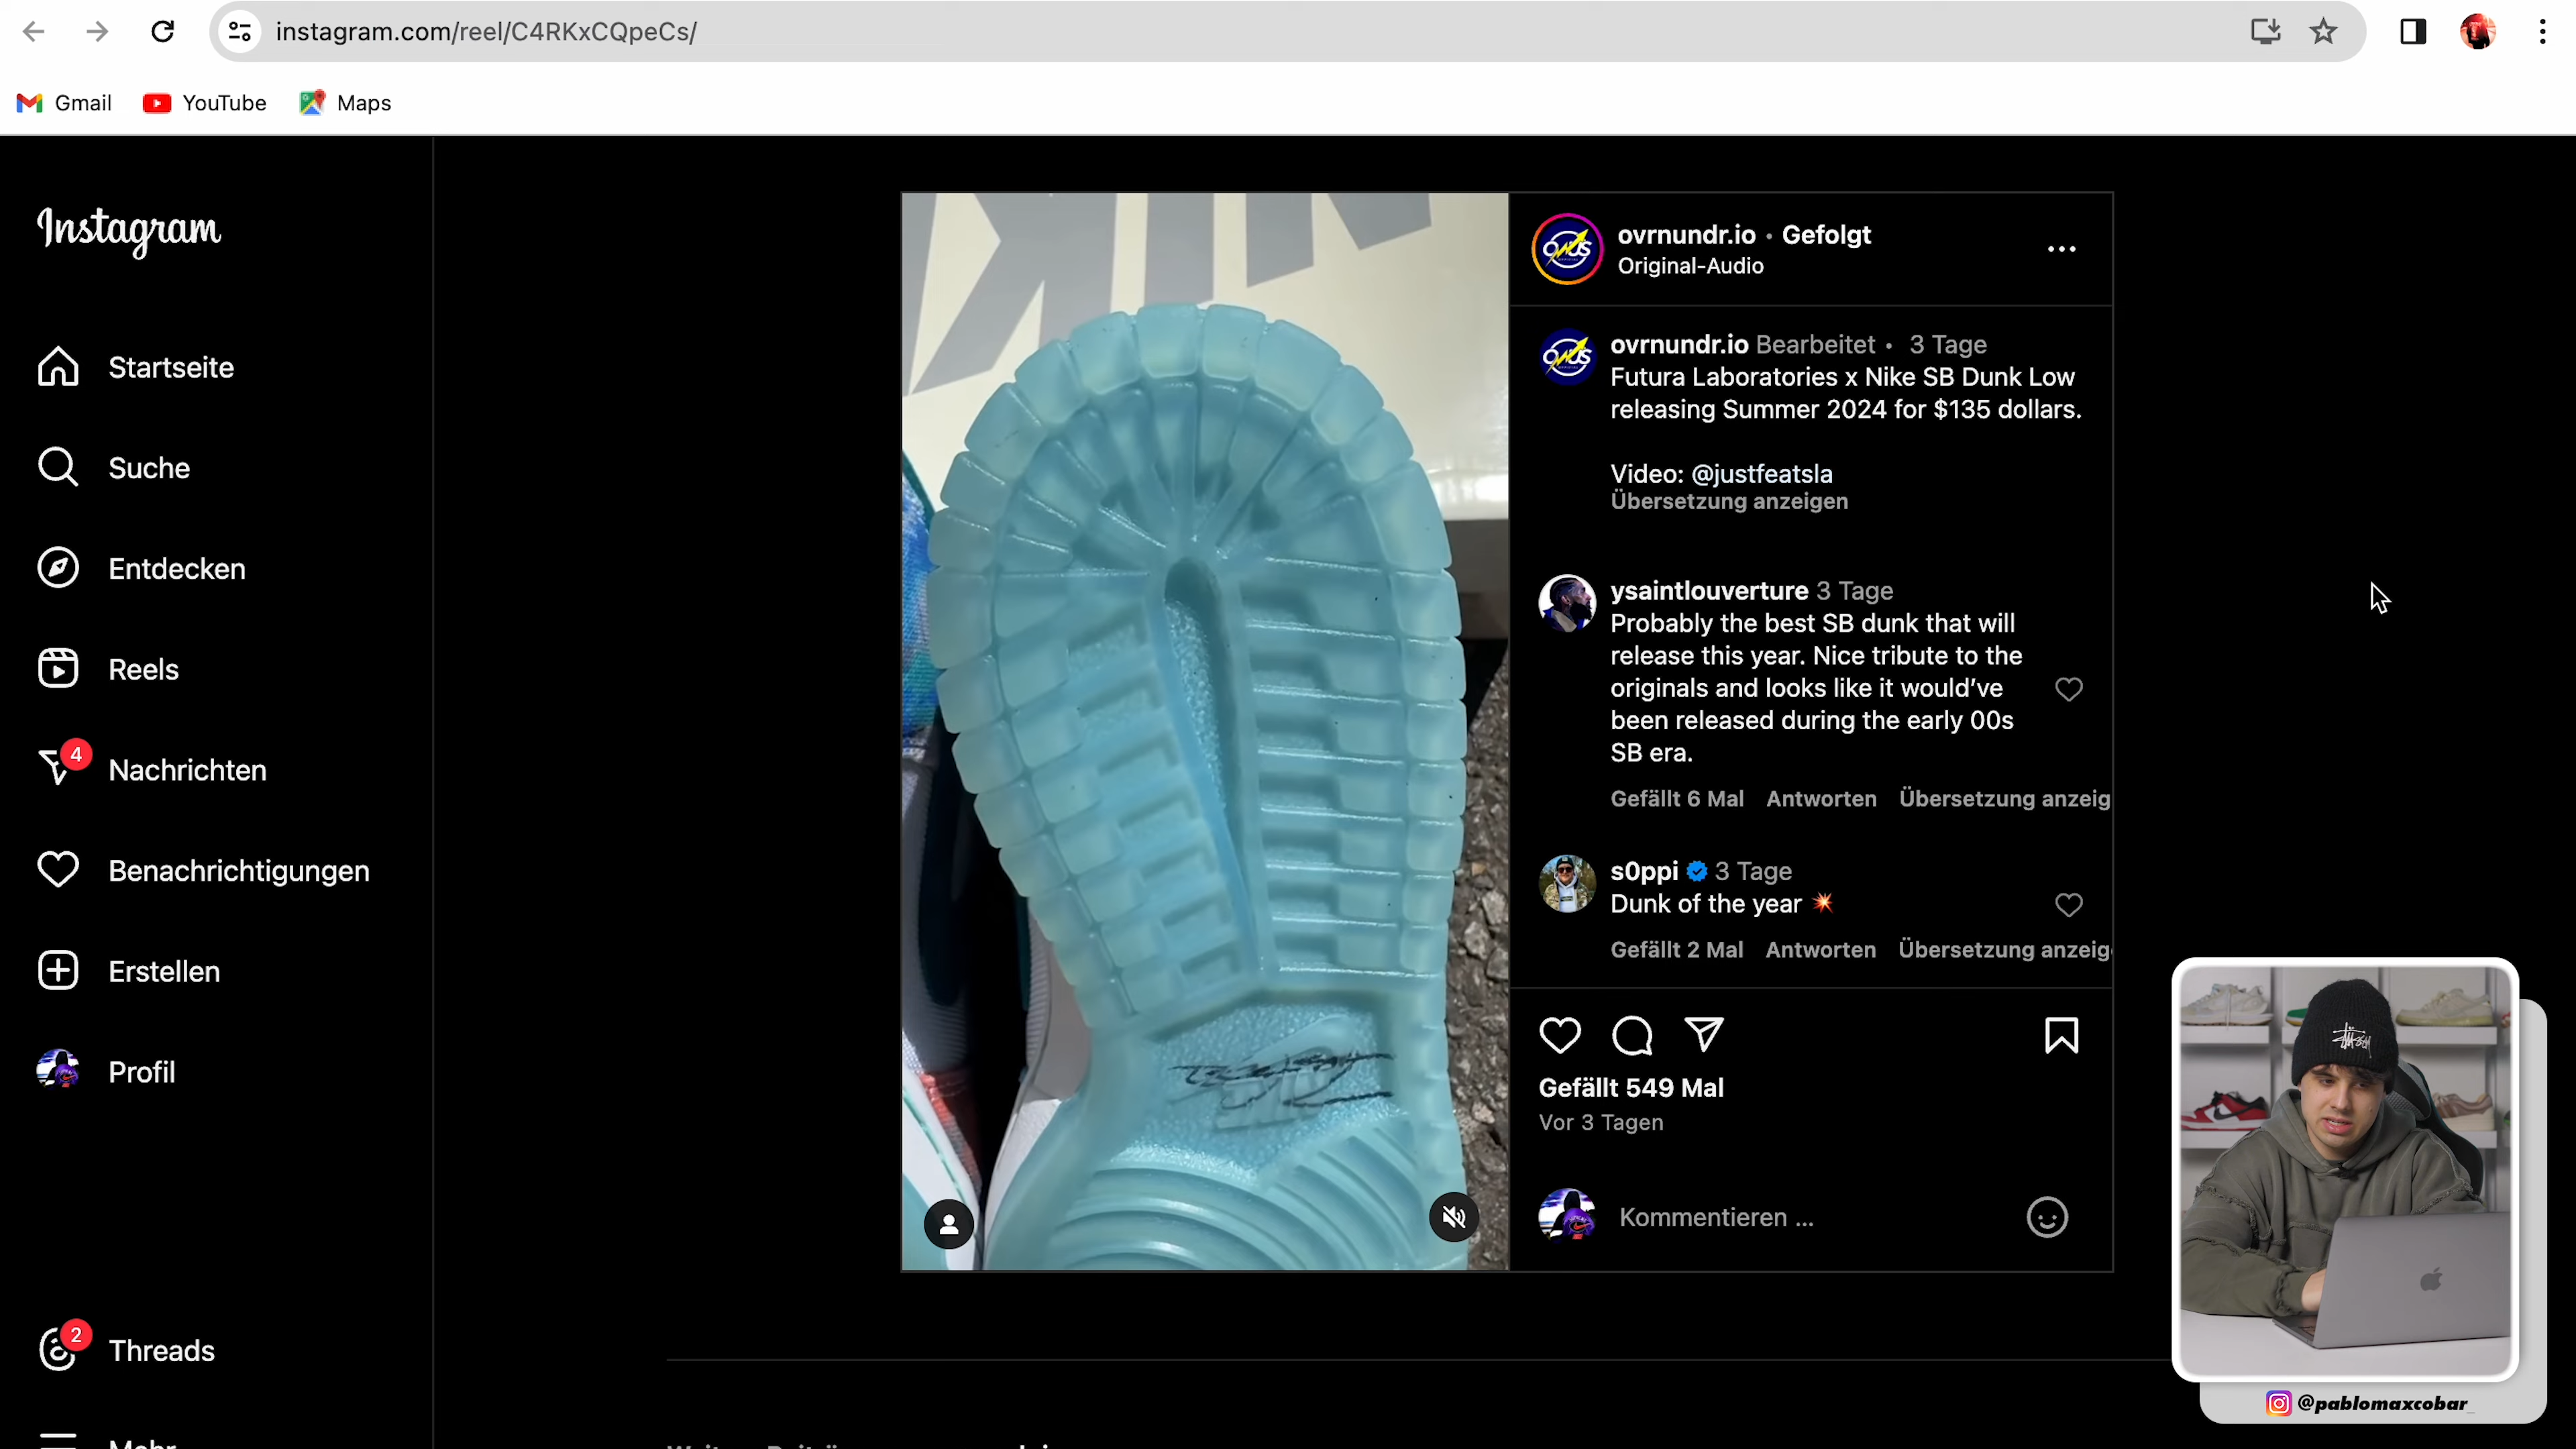 instagram.com/reel/C4RKxCQpeCs/
Gmail
YouTube
Maps
Instagram
Startseite
Suche
Entdecken
Reels
4
Nachrichten
Benachrichtigungen
Erstellen
Profil
2
Threads
ovrnundr.io • Gefolgt
Original-Audio
ovrnundr.io Bearbeitet • 3 Tage
Futura Laboratories x Nike SB Dunk Low
releasing Summer 2024 for $135 dollars.
Video: @justfeatsla
Übersetzung anzeigen
ysaintlouverture 3 Tage
Probably the best SB dunk that will
release this year. Nice tribute to the
originals and looks like it would’ve
been released during the early 00s
SB era.
Gefällt 6 Mal Antworten Übersetzung anzeig
s0ppi 3 Tage
Dunk of the year 💥
Gefällt 2 Mal Antworten Übersetzung anzeig
Gefällt 549 Mal
Vor 3 Tagen
Kommentieren ...
@pablomaxcobar_